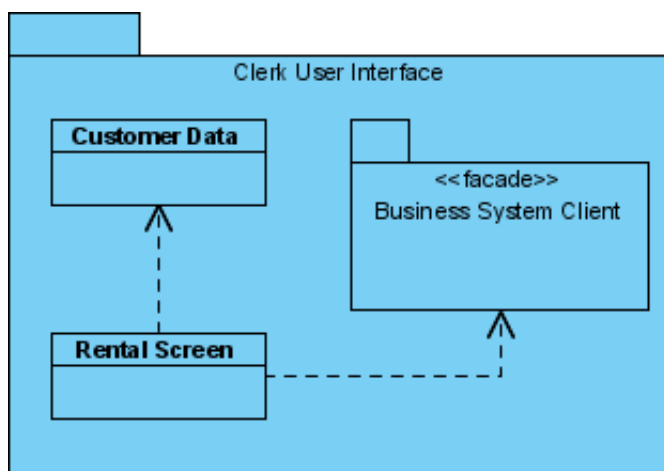 Clerk User Interface
Customer Data
<<facade>>
Business System Client
Rental Screen